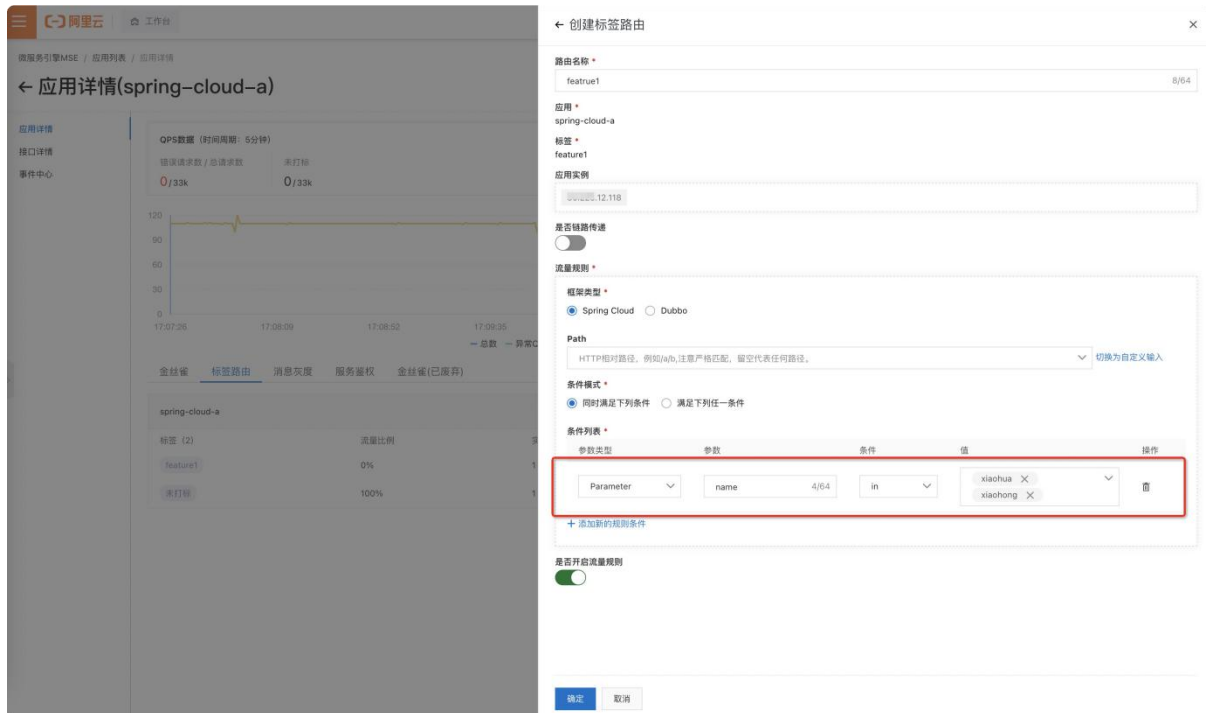 阿里云
工作台
微服务引擎MSE / 应用列表 / 应用详情
← 应用详情(spring-cloud-a)
应用详情
接口详情
事件中心
QPS数据（时间周期：5分钟）
错误请求数 / 总请求数
未打标
0/33k
0/33k
120
90
60
30
0
17:07:26
17:08:09
17:08:52
17:09:35
总数
异常
金丝雀
标签路由
消息灰度
服务鉴权
金丝雀(已废弃)
spring-cloud-a
标签（2）
流量比例
feature1
0%
1
未打标
100%
1
← 创建标签路由
×
路由名称 *
featrue1
8/64
应用 *
spring-cloud-a
标签 *
feature1
应用实例
.12.118
是否链路传递
流量规则 *
框架类型 *
Spring Cloud
Dubbo
Path
HTTP相对路径，例如/a/b,注意严格匹配，留空代表任何路径。
切换为自定义输入
条件模式 *
同时满足下列条件
满足下列任一条件
条件列表 *
参数类型 参数 条件 值 操作
Parameter
name
4/64
in
xiaohua ×
xiaohong ×
+ 添加新的规则条件
是否开启流量规则
确定
取消